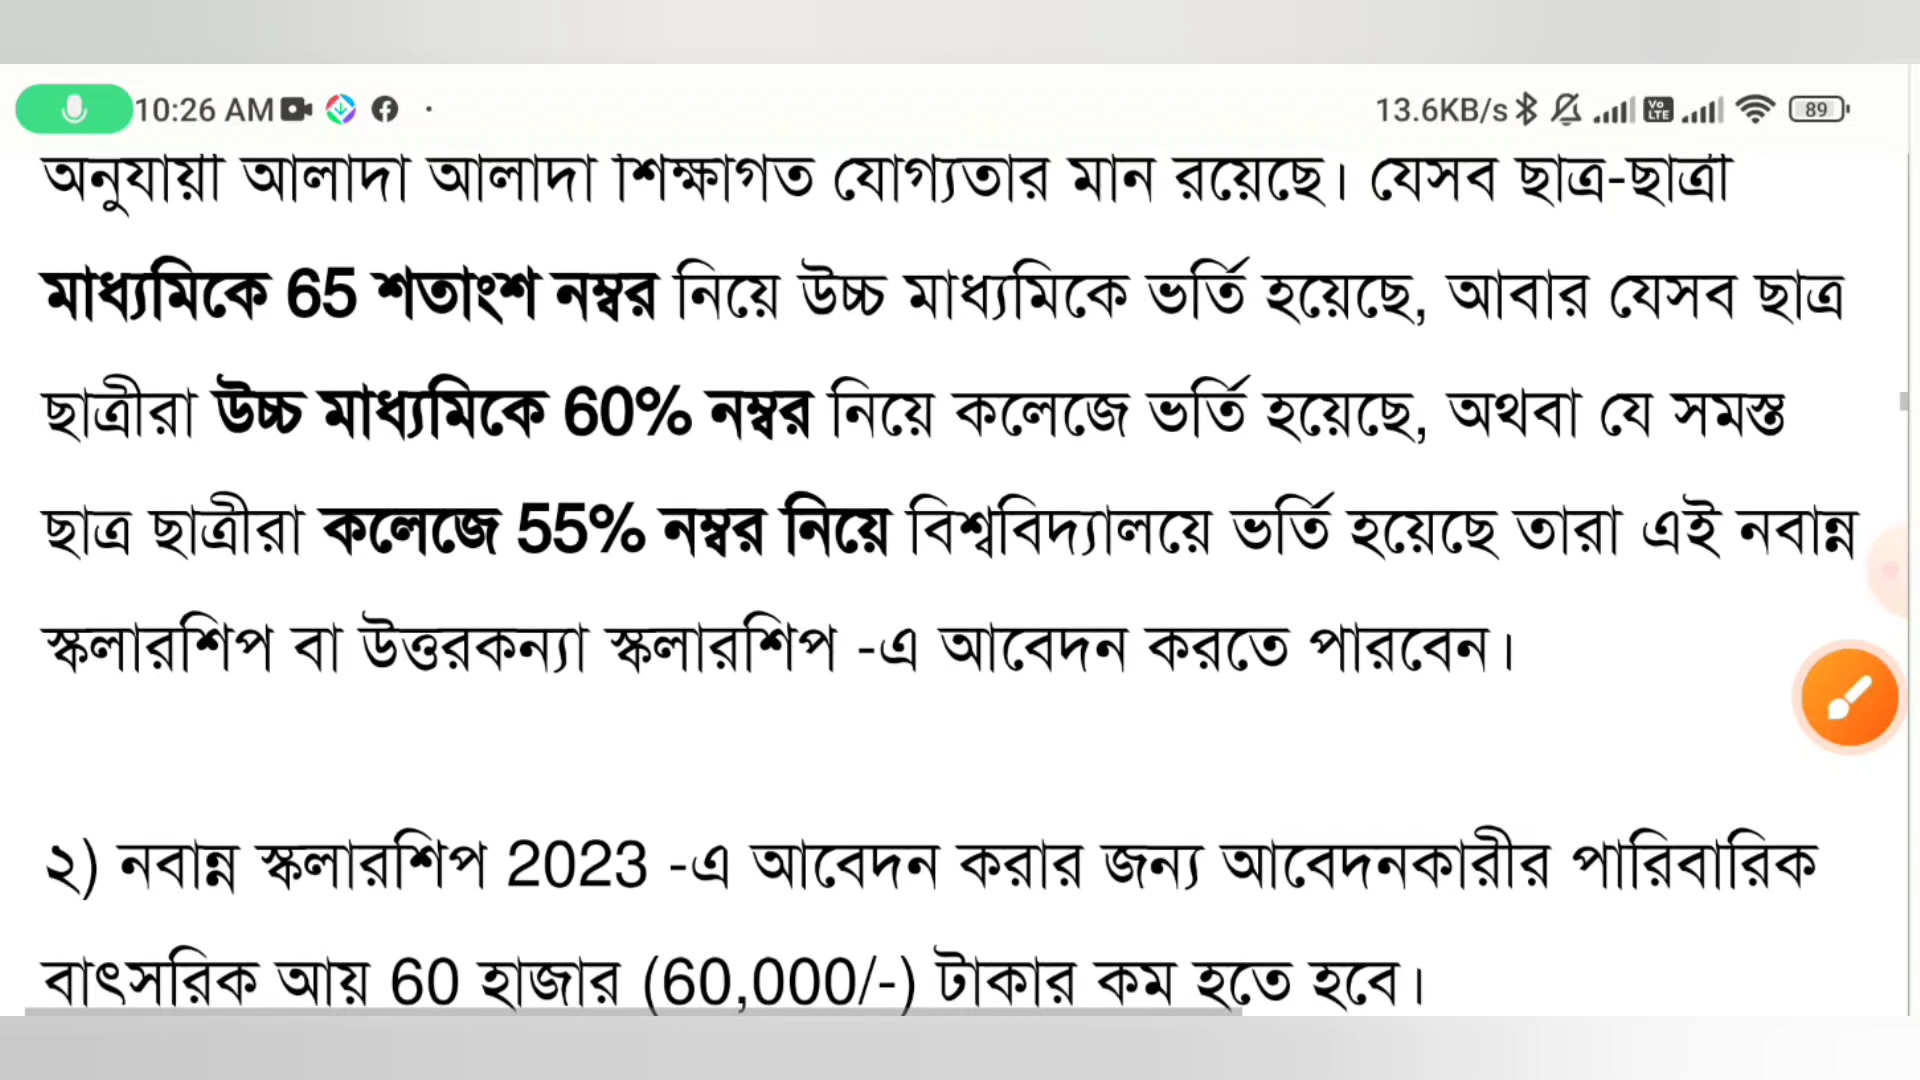 10:26 AM 13.6KB/s Vo LTE 89
অনুযায়ী আলাদা আলাদা শিক্ষাগত যোগ্যতার মান রয়েছে। যেসব ছাত্র-ছাত্রী
মাধ্যমিকে 65 শতাংশ নম্বর নিয়ে উচ্চ মাধ্যমিকে ভর্তি হয়েছে, আবার যেসব ছাত্র
ছাত্রীরা উচ্চ মাধ্যমিকে 60% নম্বর নিয়ে কলেজে ভর্তি হয়েছে, অথবা যে সমস্ত
ছাত্র ছাত্রীরা কলেজে 55% নম্বর নিয়ে বিশ্ববিদ্যালয়ে ভর্তি হয়েছে তারা এই নবান্ন
স্কলারশিপ বা উত্তরকন্যা স্কলারশিপ -এ আবেদন করতে পারবেন।
২) নবান্ন স্কলারশিপ 2023 -এ আবেদন করার জন্য আবেদনকারীর পারিবারিক
বাৎসরিক আয় 60 হাজার (60,000/-) টাকার কম হতে হবে।